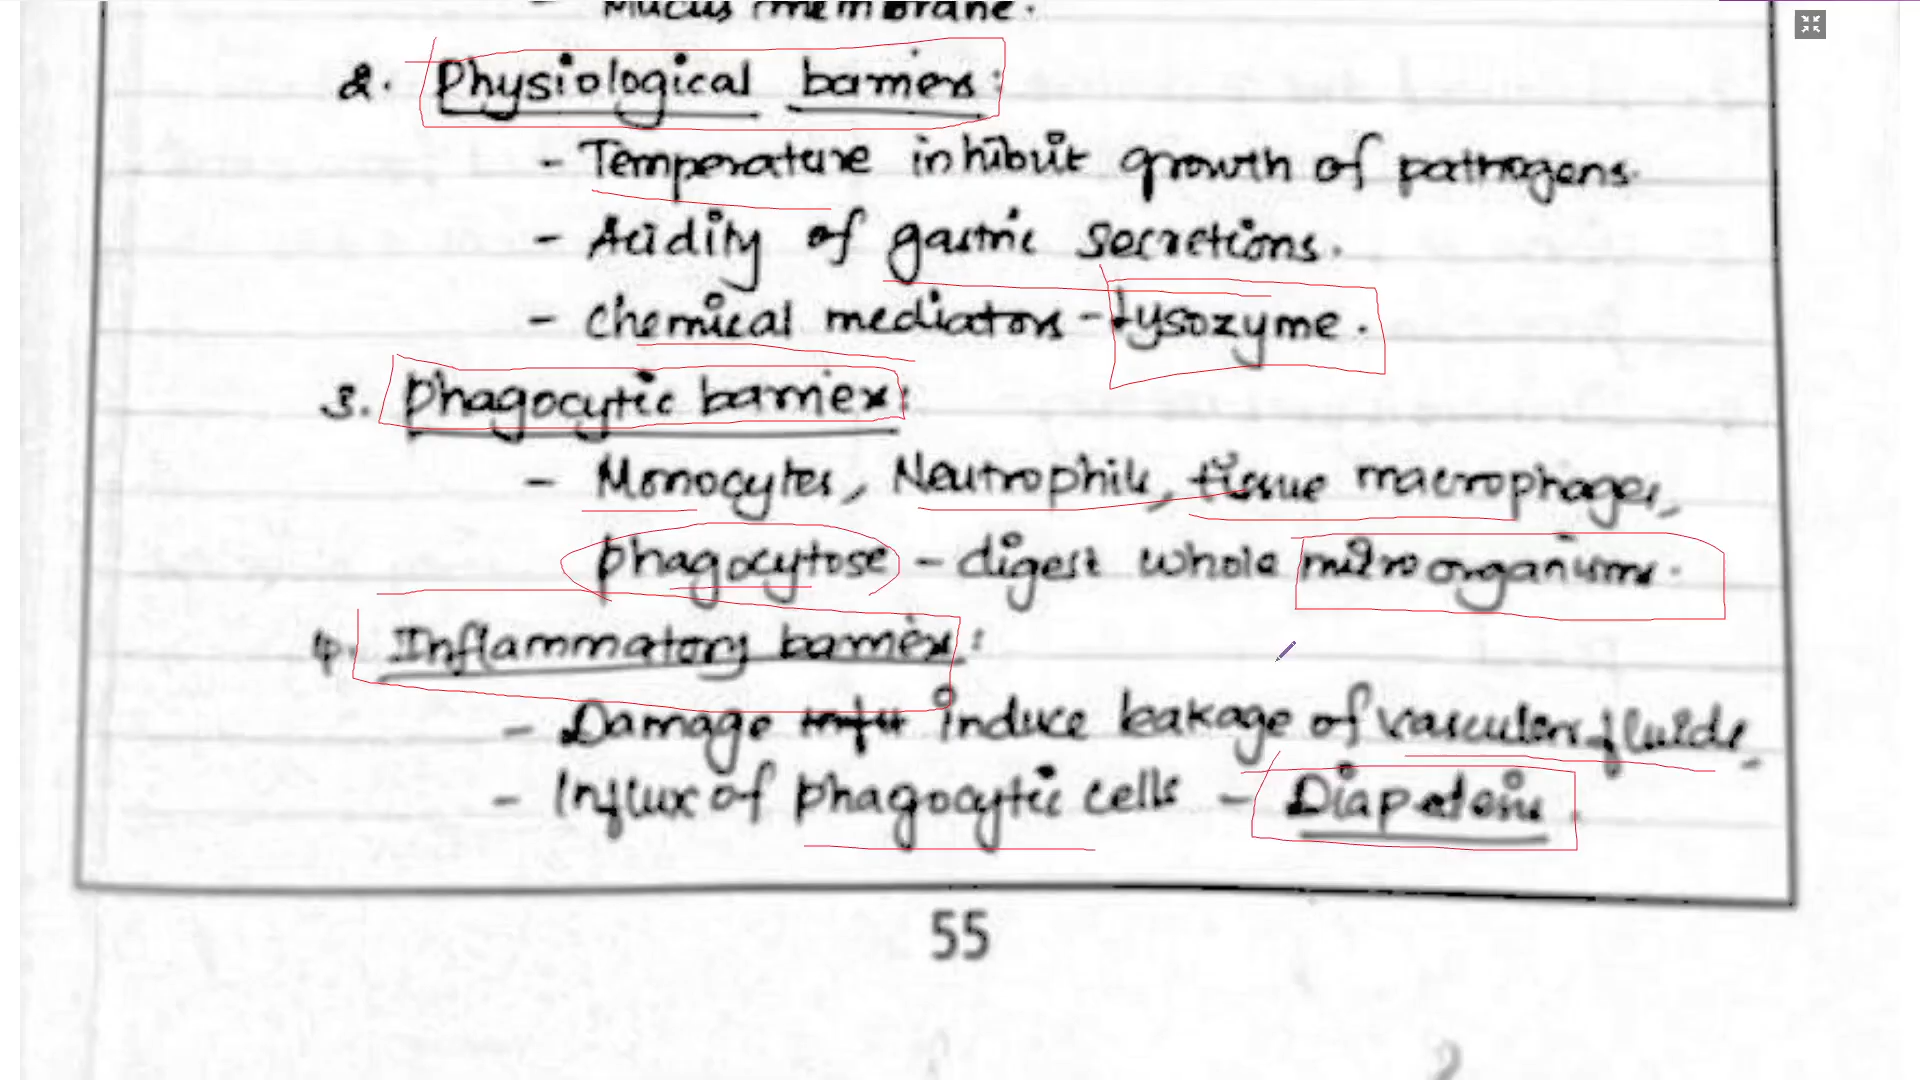 Mucus membrane.
2. Physiological barriers:
- Temperature inhibit growth of pathogens.
- Acidity of gastric secretions.
- Chemical mediators - Lysozyme.
3. Phagocytic barrier:
- Monocytes, Neutrophils, tissue macrophages,
phagocytose - digest whole microorganisms.
4. Inflammatory barrier:
- Damage induce leakage of vascular fluids,
- Influx of phagocytic cells -
55